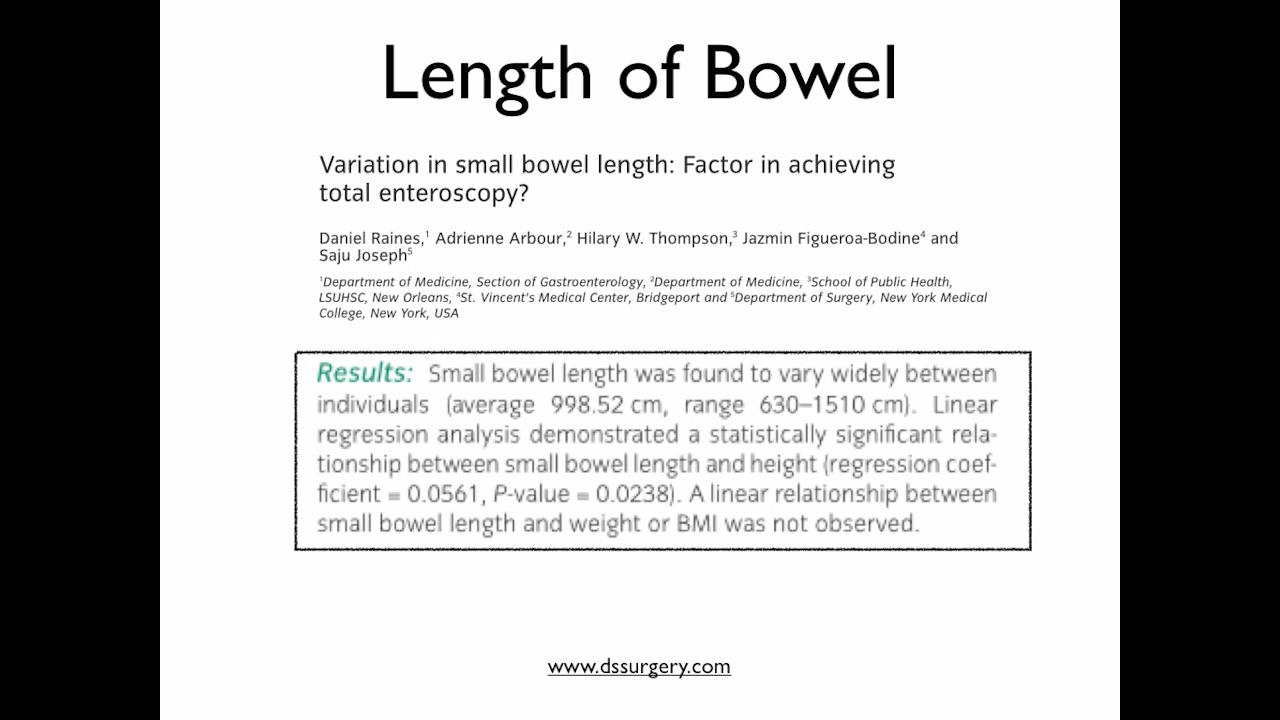 Length of Bowel
Variation in small bowel length: Factor in achieving
total enteroscopy?
Daniel Raines,¹ Adrienne Arbour,² Hilary W. Thompson,³ Jazmin Figueroa-Bodine⁴ and
Saju Joseph⁵
¹Department of Medicine, Section of Gastroenterology, ²Department of Medicine, ³School of Public Health,
LSUHSC, New Orleans, ⁴St. Vincent's Medical Center, Bridgeport and ⁵Department of Surgery, New York Medical
College, New York, USA
Results: Small bowel length was found to vary widely between
individuals (average 998.52 cm, range 630–1510 cm). Linear
regression analysis demonstrated a statistically significant rela-
tionship between small bowel length and height (regression coef-
ficient = 0.0561, P-value = 0.0238). A linear relationship between
small bowel length and weight or BMI was not observed.
www.dssurgery.com